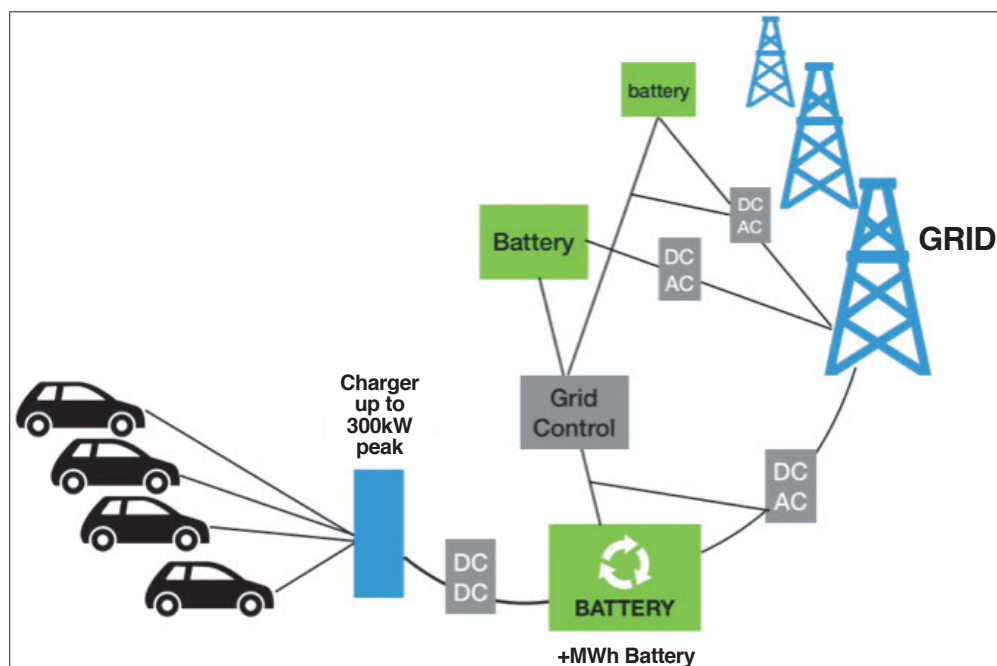 battery
DC
AC
GRID
Battery
DC
AC
Charger
up to
300kW
peak
Grid
Control
DC
AC
DC
DC
BATTERY
+MWh Battery